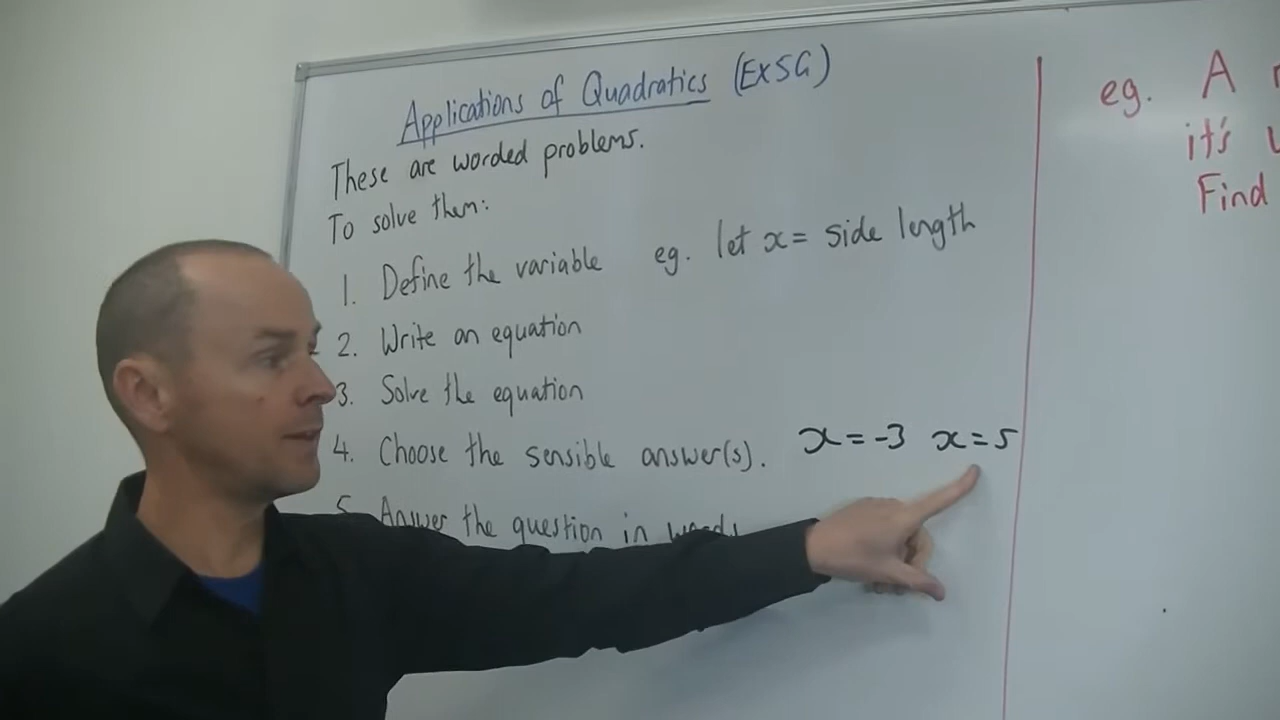 Applications of Quadratics (Ex5G)
These are worded problems.
To solve them:
1. Define the variable eg. let x = side length
2. Write an equation
3. Solve the equation
4. Choose the sensible answer(s). x = -3 x = 5
5. Answer the question in words
eg. A
it's
Find